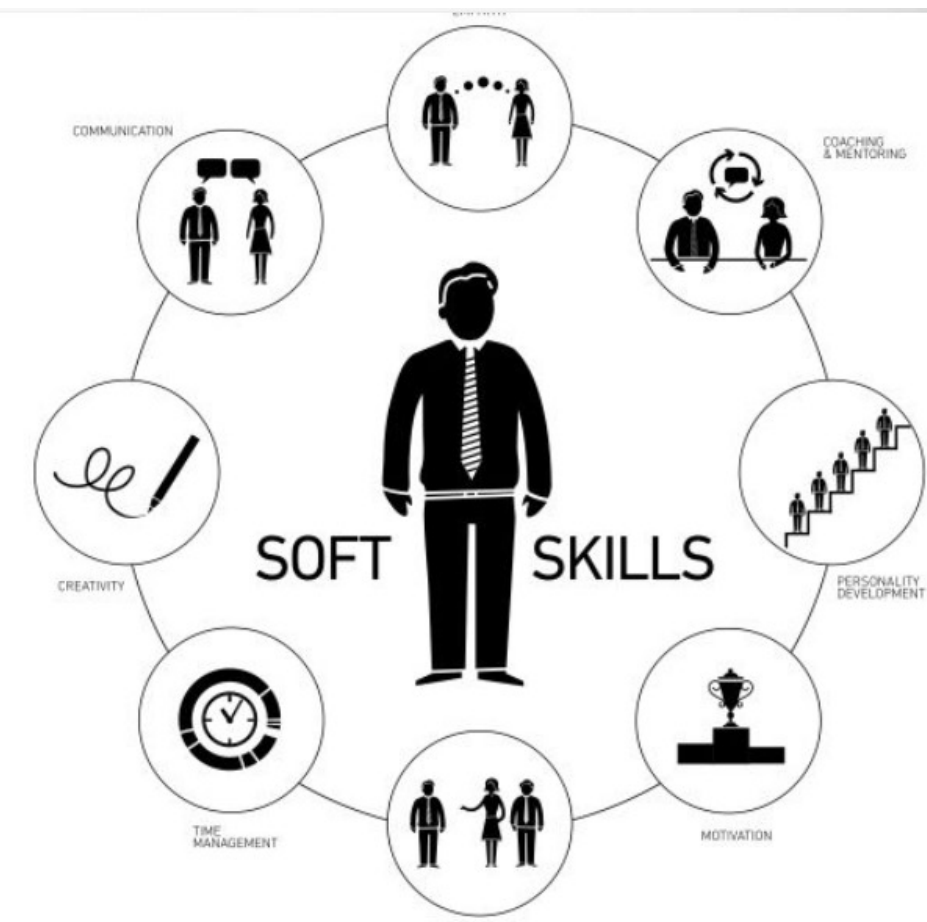 COMMUNICATION
COACHING
& MENTORING
SOFT SKILLS
CREATIVITY
PERSONALITY
DEVELOPMENT
TIME
MANAGEMENT
MOTIVATION